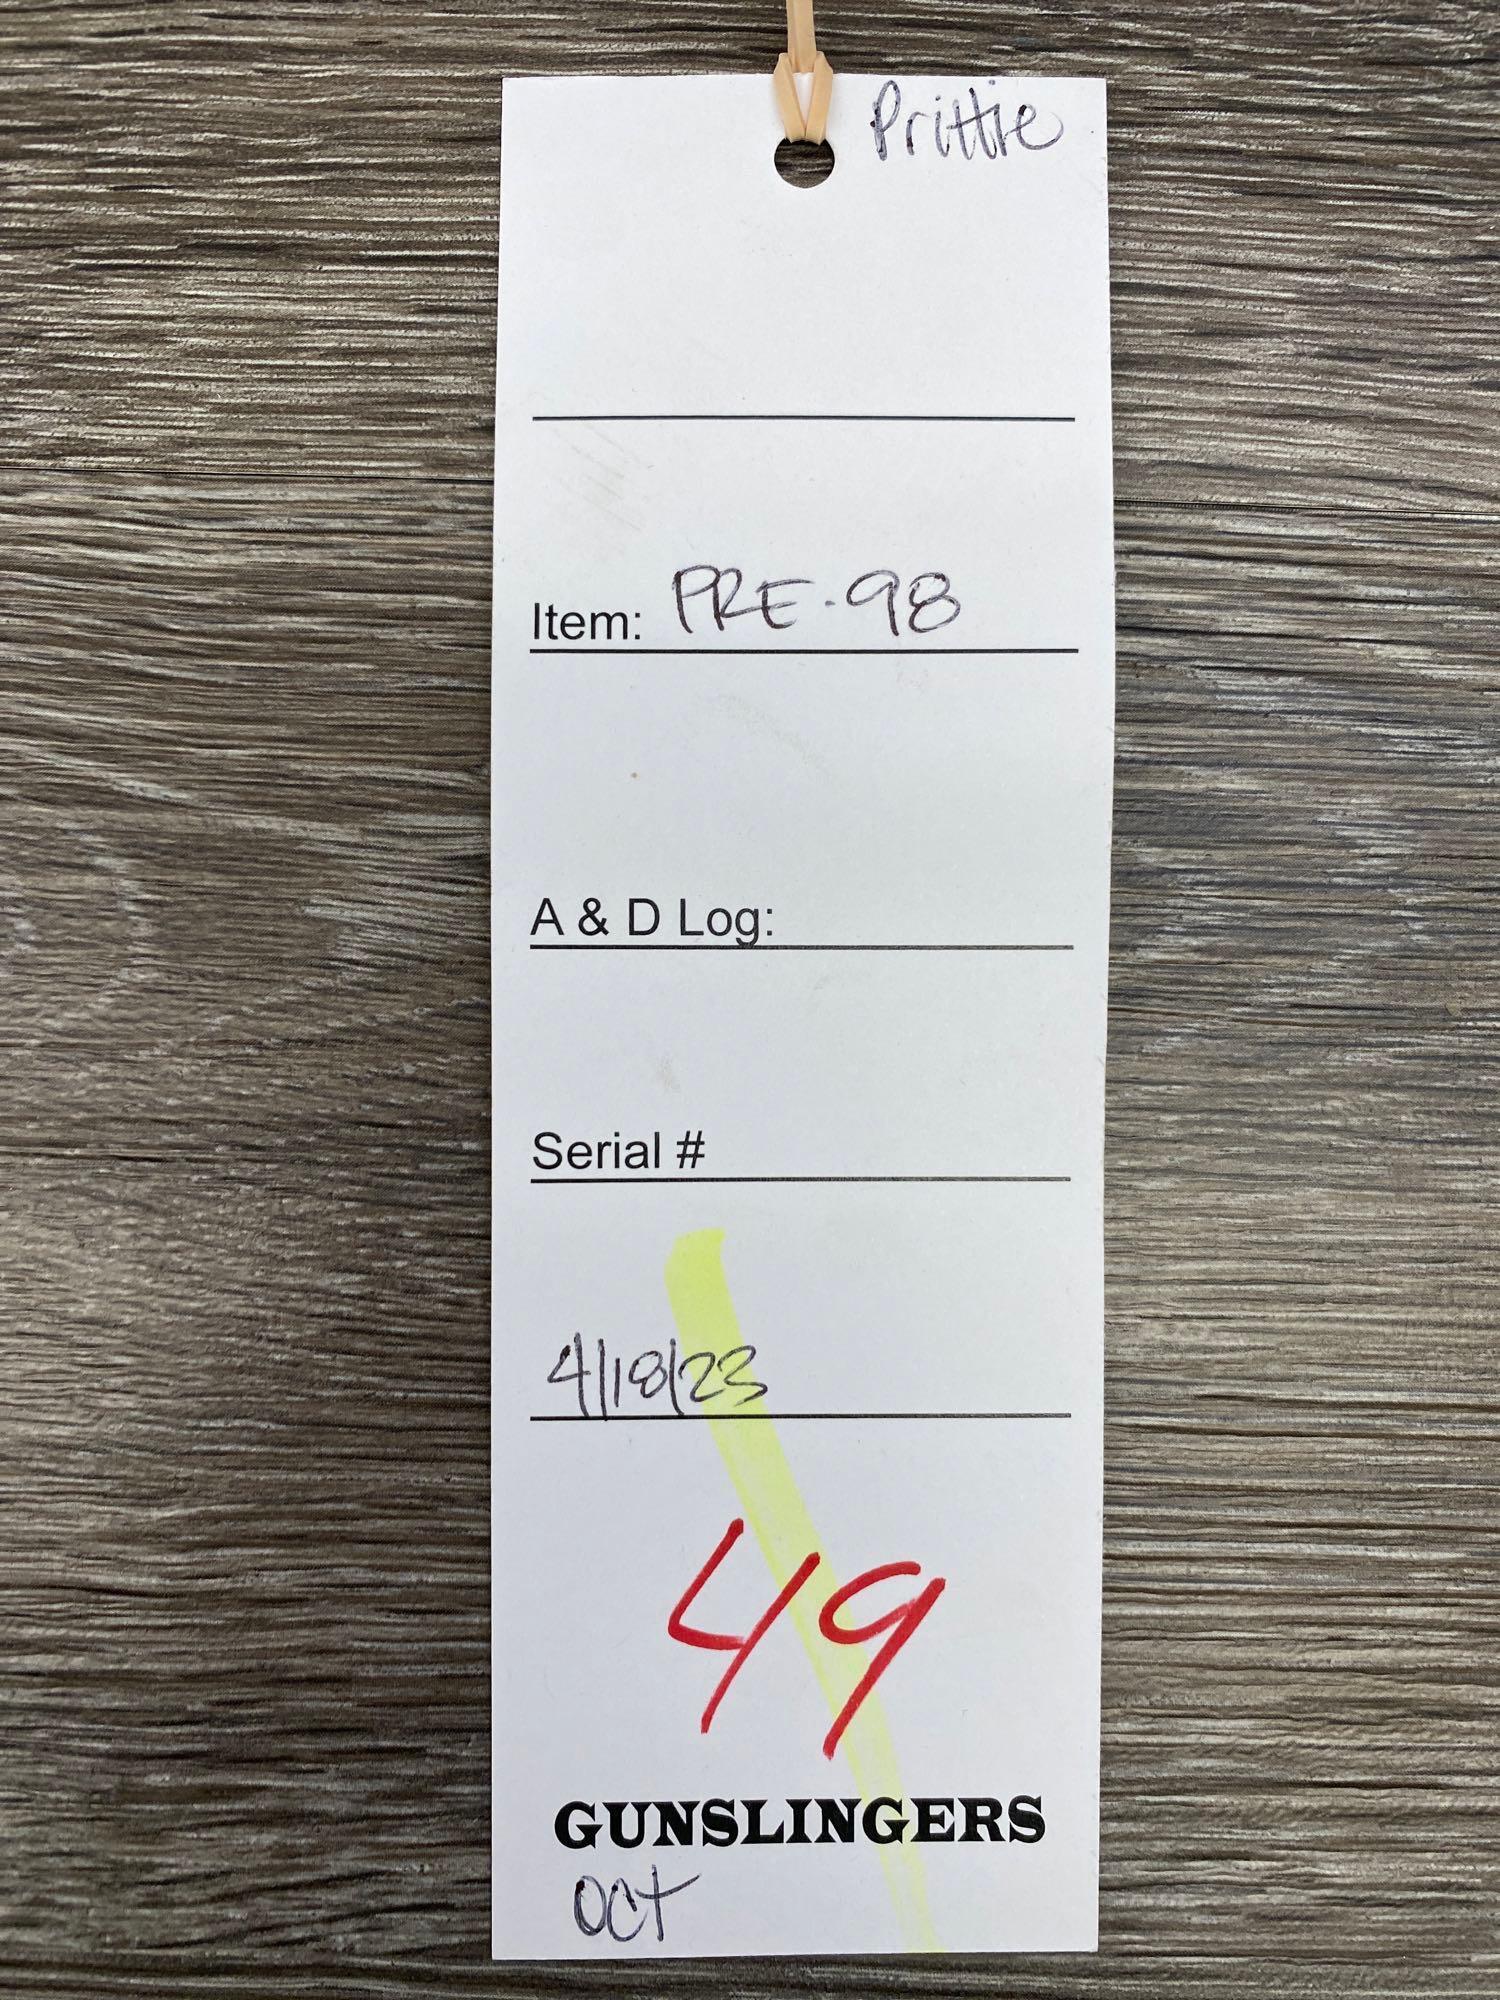 Prittie
Item: PRE-98
A & D Log:
Serial #
4/18/23
49
GUNSLINGERS
OCT